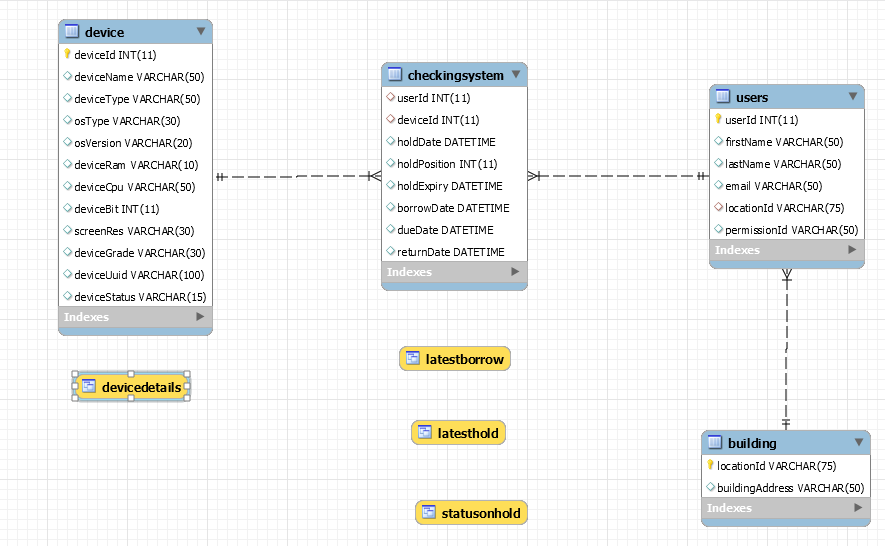 device
deviceId INT(11)
deviceName VARCHAR(50)
deviceType VARCHAR(50)
osType VARCHAR(30)
osVersion VARCHAR(20)
deviceRam VARCHAR(10)
deviceCpu VARCHAR(50)
deviceBit INT(11)
screenRes VARCHAR(30)
deviceGrade VARCHAR(30)
deviceUuid VARCHAR(100)
deviceStatus VARCHAR(15)
Indexes
devicedetails
checkingsystem
userId INT(11)
deviceId INT(11)
holdDate DATETIME
holdPosition INT(11)
holdExpiry DATETIME
borrowDate DATETIME
dueDate DATETIME
returnDate DATETIME
Indexes
latestborrow
latesthold
statusonhold
users
userId INT(11)
firstName VARCHAR(50)
lastName VARCHAR(50)
email VARCHAR(50)
locationId VARCHAR(75)
permissionId VARCHAR(50)
Indexes
building
locationId VARCHAR(75)
buildingAddress VARCHAR(50)
Indexes